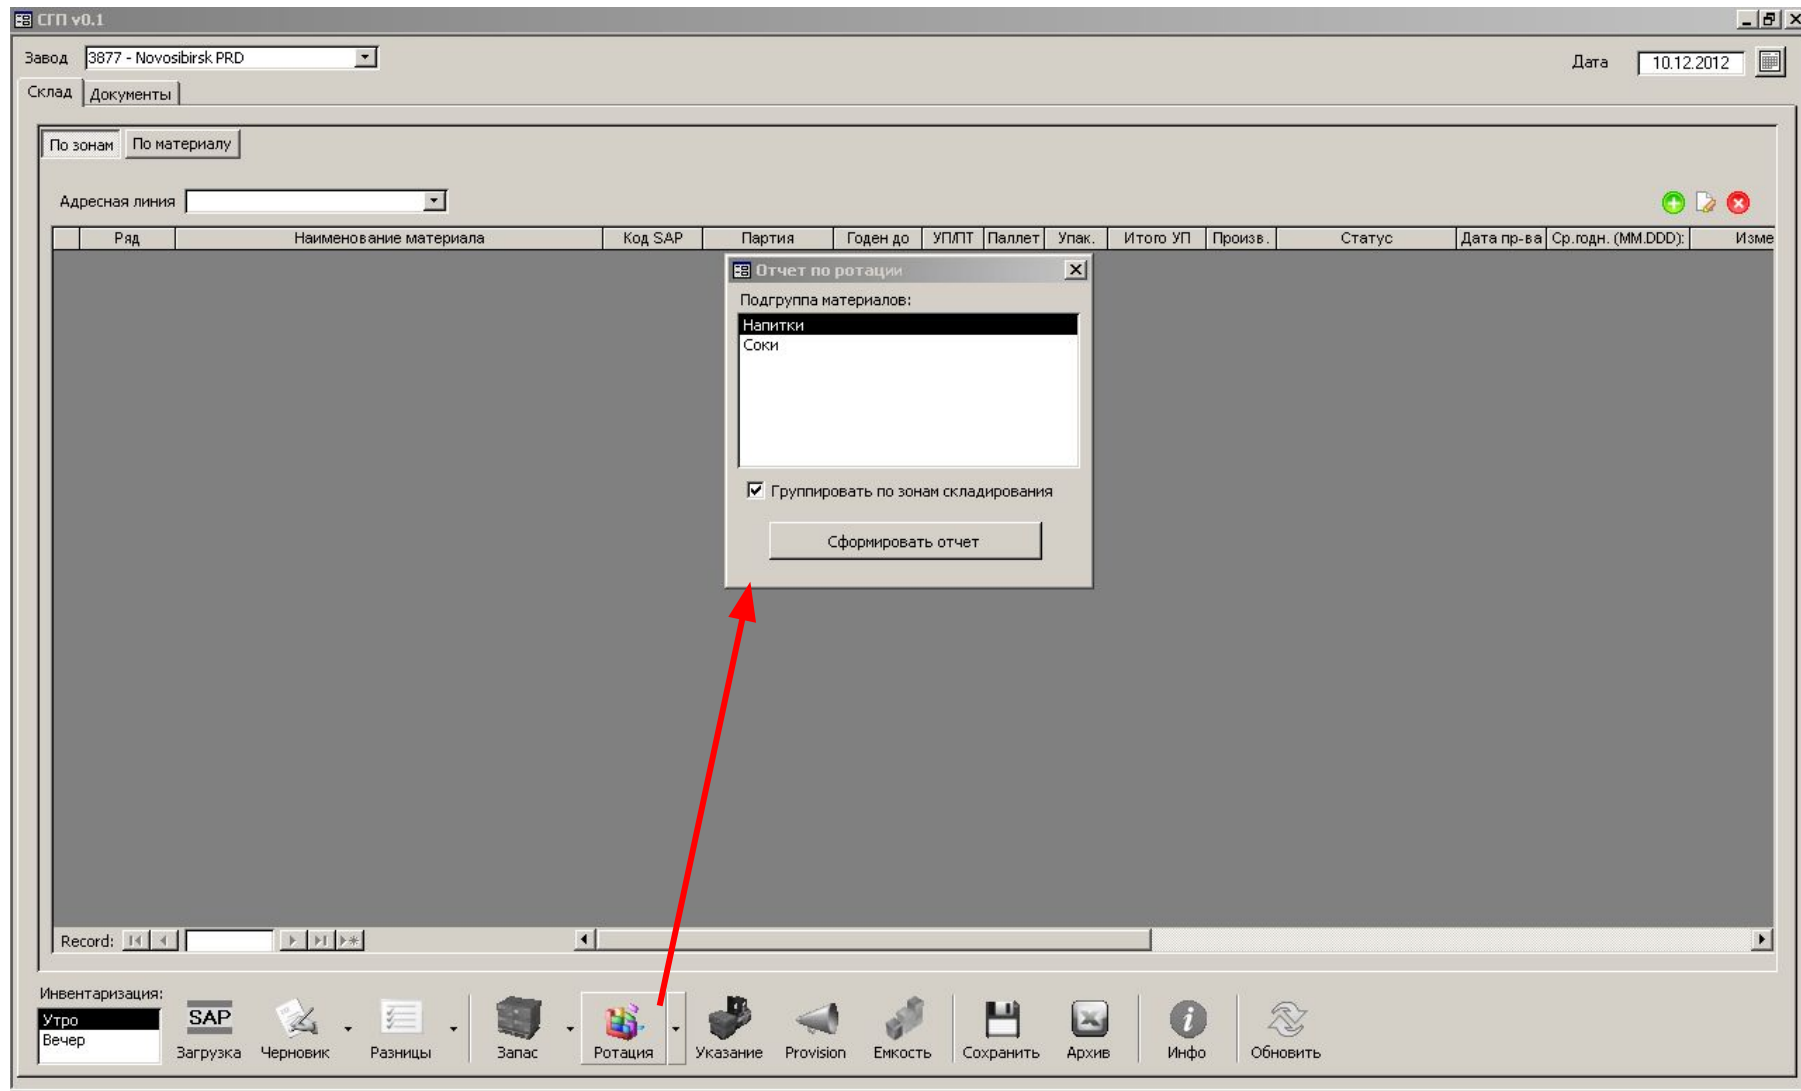 СГП v0.1
Завод 3877 - Novosibirsk PRD Дата 10.12.2012
Склад Документы
По зонам По материалу
Адресная линия
Ряд Наименование материала Код SAP Партия Годен до УП/ПТ Паллет Упак. Итого УП Произв. Статус Дата пр-ва Ср.годн. (MM.DDD): Изме
Отчет по ротации
Подгруппа материалов:
Напитки
Соки
Группировать по зонам складирования
Сформировать отчет
Record:
Инвентаризация:
Утро
Вечер
SAP
Загрузка Черновик Разницы Запас Ротация Указание Provision Емкость Сохранить Архив Инфо Обновить